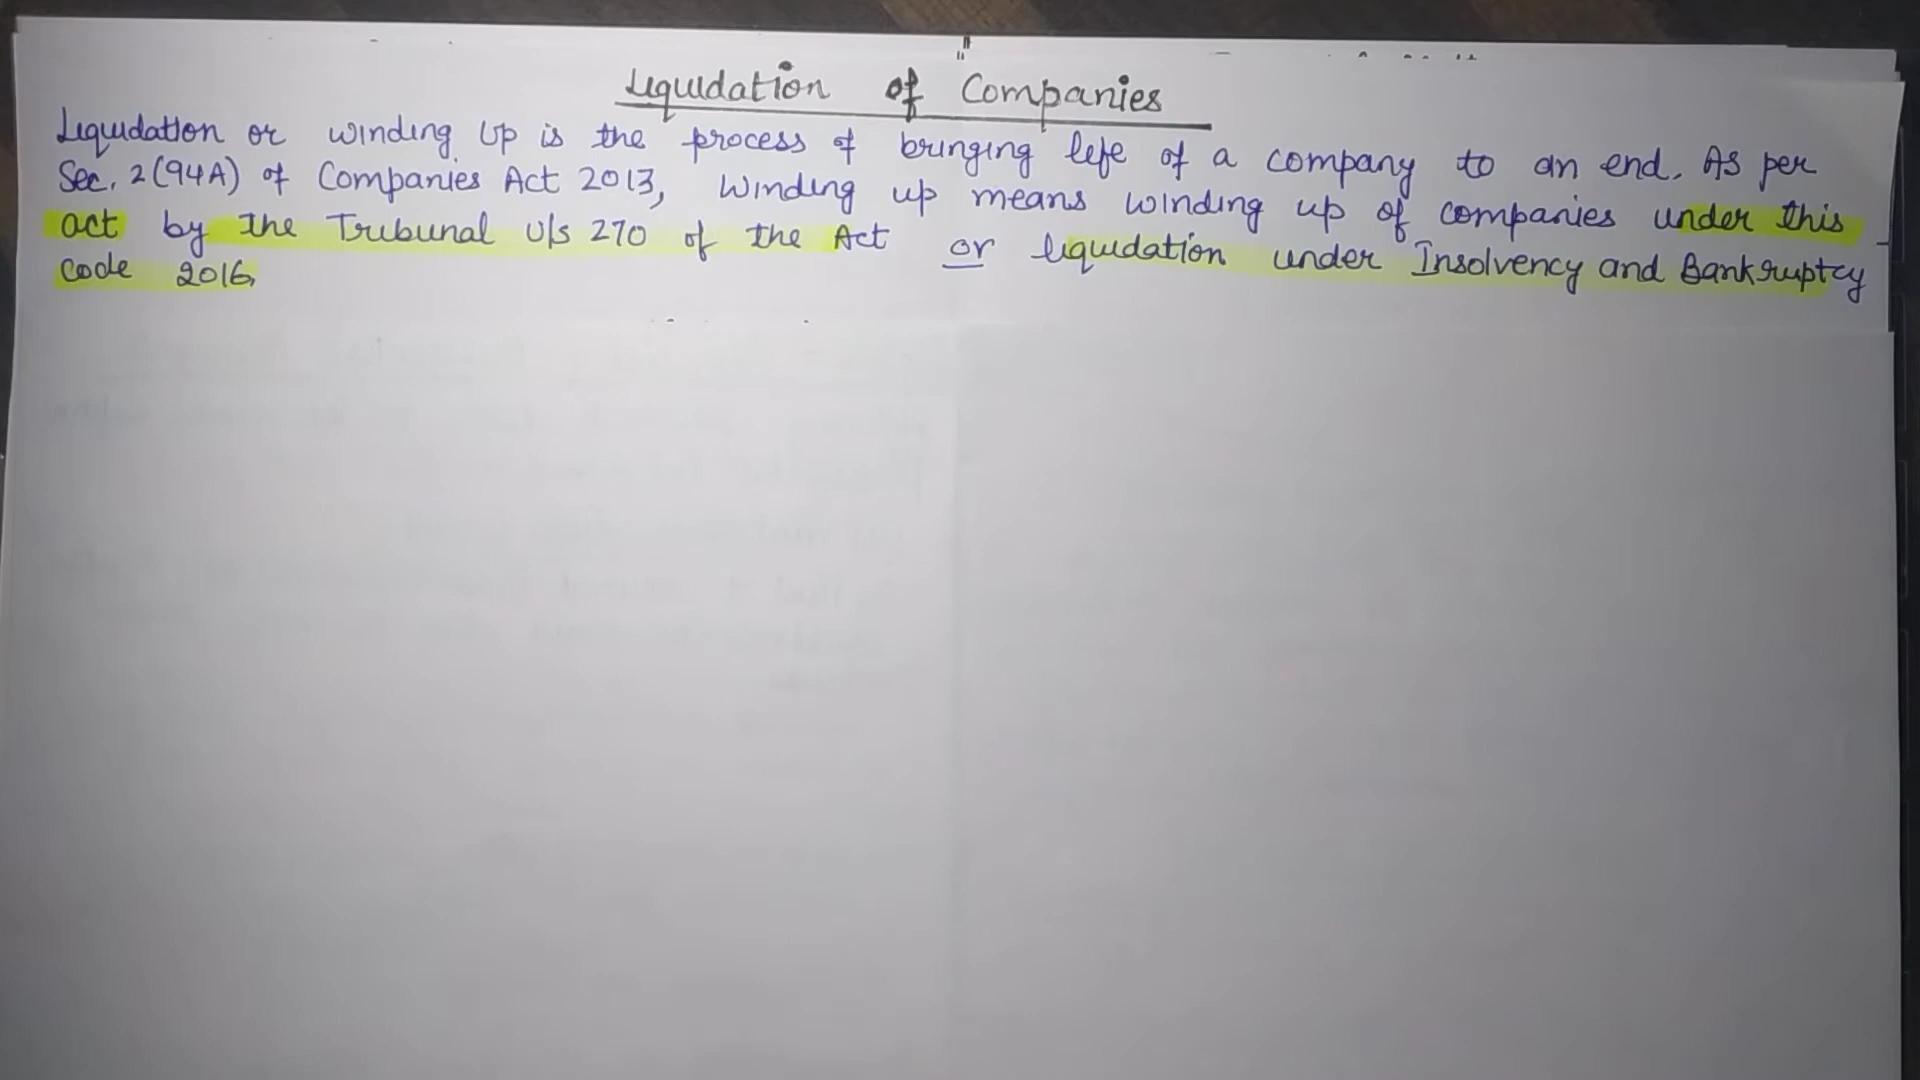 Liquidation of Companies
Liquidation or winding up is the process of bringing life of a company to an end. As per
Sec. 2(94A) of Companies Act 2013, winding up means winding up of companies under this
act by the Tribunal u/s 270 of the Act or liquidation under Insolvency and Bankruptcy
Code 2016,